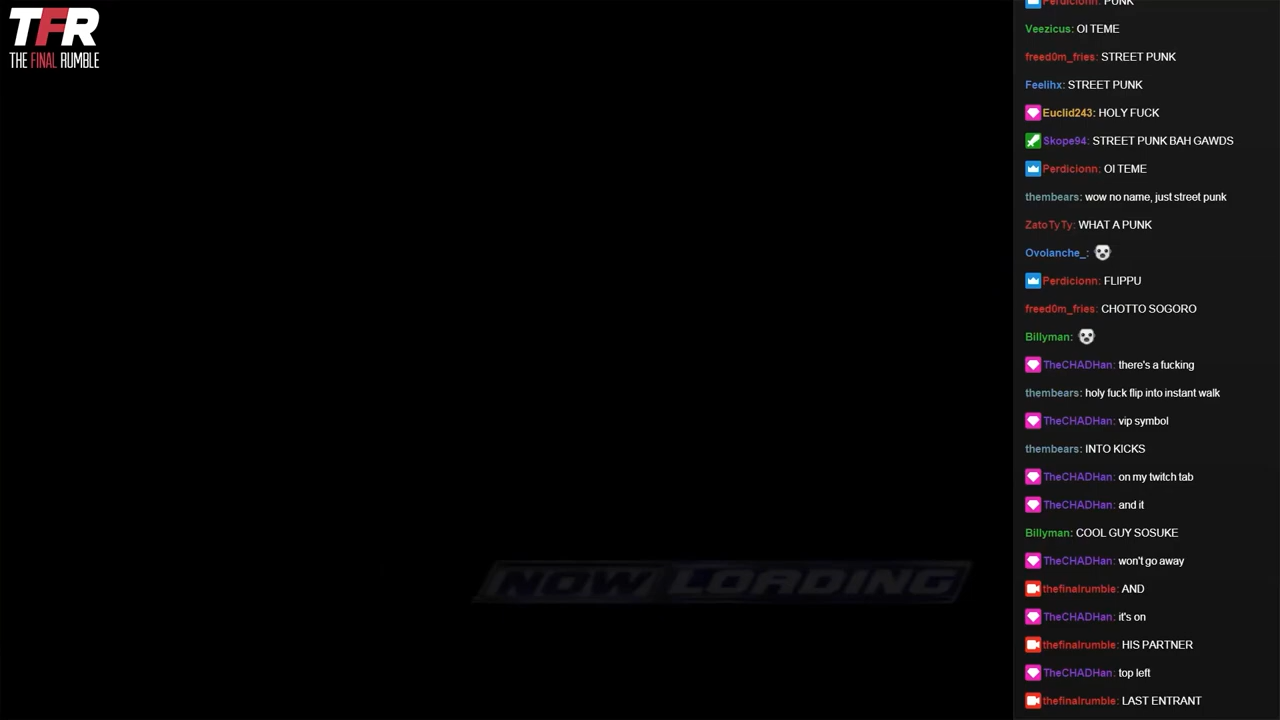 TFR
THE FINAL RUMBLE
Perdicionn: PUNK
Veezicus: OI TEME
freed0m_fries: STREET PUNK
Feelihx: STREET PUNK
Euclid243: HOLY FUCK
Skope94: STREET PUNK BAH GAWDS
Perdicionn: OI TEME
thembears: wow no name, just street punk
ZatoTyTy: WHAT A PUNK
Ovolanche_:
Perdicionn: FLIPPU
freed0m_fries: CHOTTO SOGORO
Billyman:
TheCHADHan: there's a fucking
thembears: holy fuck flip into instant walk
TheCHADHan: vip symbol
thembears: INTO KICKS
TheCHADHan: on my twitch tab
TheCHADHan: and it
Billyman: COOL GUY SOSUKE
TheCHADHan: won't go away
thefinalrumble: AND
TheCHADHan: it's on
thefinalrumble: HIS PARTNER
TheCHADHan: top left
thefinalrumble: LAST ENTRANT
NOW LOADING